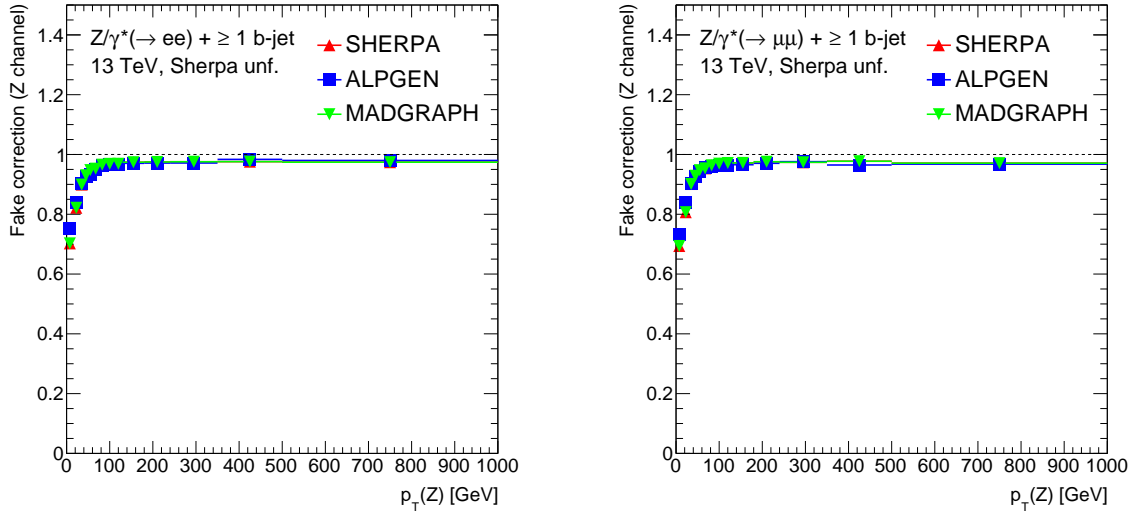 Z/γ*(→ ee) + ≥ 1 b-jet
13 TeV, Sherpa unf.
SHERPA
ALPGEN
MADGRAPH
Fake correction (Z channel)
1.4
1.2
1
0.8
0.6
0.4
0.2
0
0 100 200 300 400 500 600 700 800 900 1000
p_T(Z) [GeV]
Z/γ*(→ μμ) + ≥ 1 b-jet
13 TeV, Sherpa unf.
SHERPA
ALPGEN
MADGRAPH
Fake correction (Z channel)
1.4
1.2
1
0.8
0.6
0.4
0.2
0
0 100 200 300 400 500 600 700 800 900 1000
p_T(Z) [GeV]